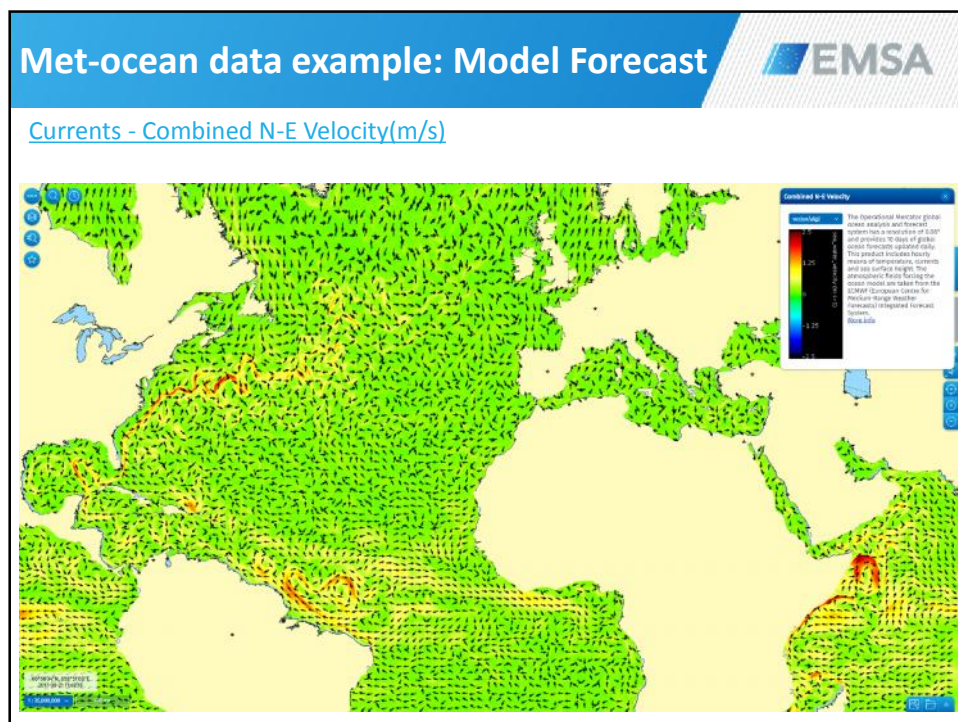 Met-ocean data example: Model Forecast
EMSA
Currents - Combined N-E Velocity(m/s)
Combined N-E Velocity
The Operational Mercator global
ocean analysis and forecast
system has a resolution of 0.08°
and provides 10 days of global
ocean forecasts updated daily.
This product includes hourly
means of temperature, currents
and sea surface height. The
atmospheric fields forcing the
ocean model are taken from the
ECMWF (European Centre for
Medium-Range Weather
Forecasts) Integrated Forecast
System.
More info
2.5
1.25
0
-1.25
-2.5